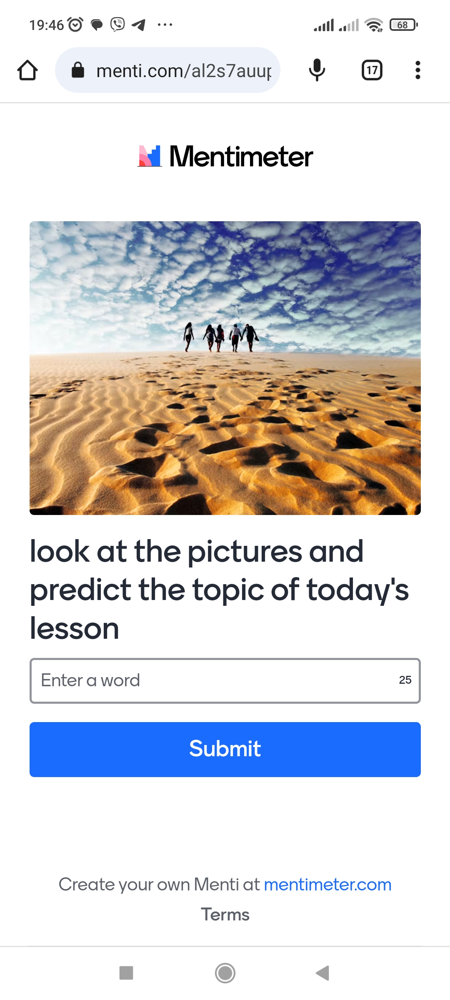 19:46
68
menti.com/al2s7auup
17
Mentimeter
look at the pictures and
predict the topic of today's
lesson
Enter a word
25
Submit
Create your own Menti at mentimeter.com
Terms